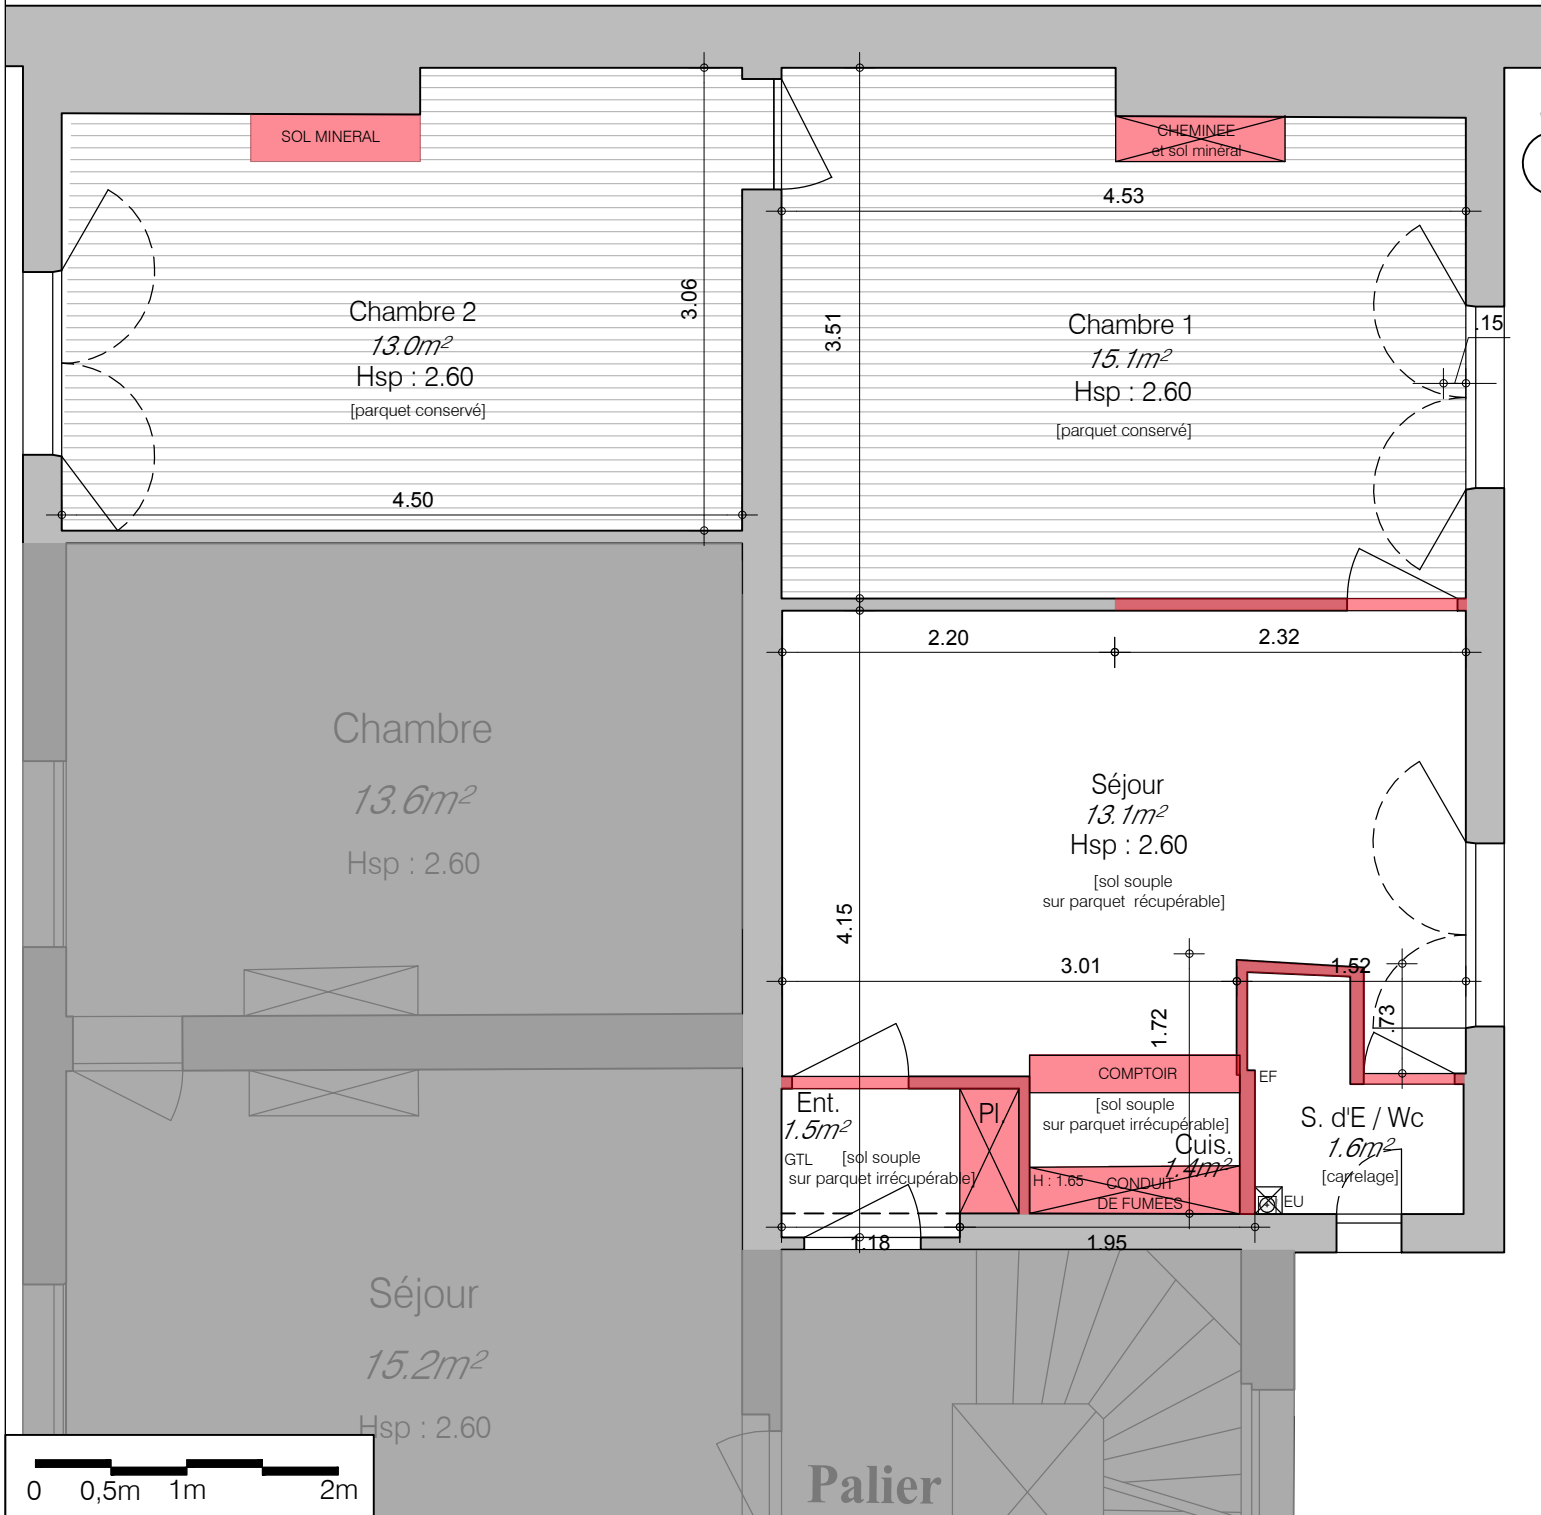 SOL MINERAL
CHEMINEE
et sol minéral
4.53
3.06
3.51
.15
Chambre 2
13.0m²
Hsp : 2.60
[parquet conservé]
Chambre 1
15.1m²
Hsp : 2.60
[parquet conservé]
4.50
2.20
2.32
Chambre
13.6m²
Hsp : 2.60
Séjour
13.1m²
Hsp : 2.60
[sol souple
sur parquet récupérable]
4.15
3.01
1.52
1.72
.73
COMPTOIR
EF
[sol souple
sur parquet irrécupérable]
Cuis.
1.4m²
Ent.
1.5m²
GTL
[sol souple
sur parquet irrécupérable]
Pl.
S. d'E / Wc
1.6m²
[carrelage]
H : 1.65
CONDUIT
DE FUMEES
EU
1.18
1.95
Séjour
15.2m²
Hsp : 2.60
Palier
0 0,5m 1m 2m